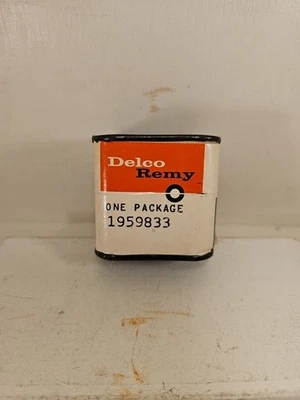 Delco
Remy
ONE PACKAGE
1959833